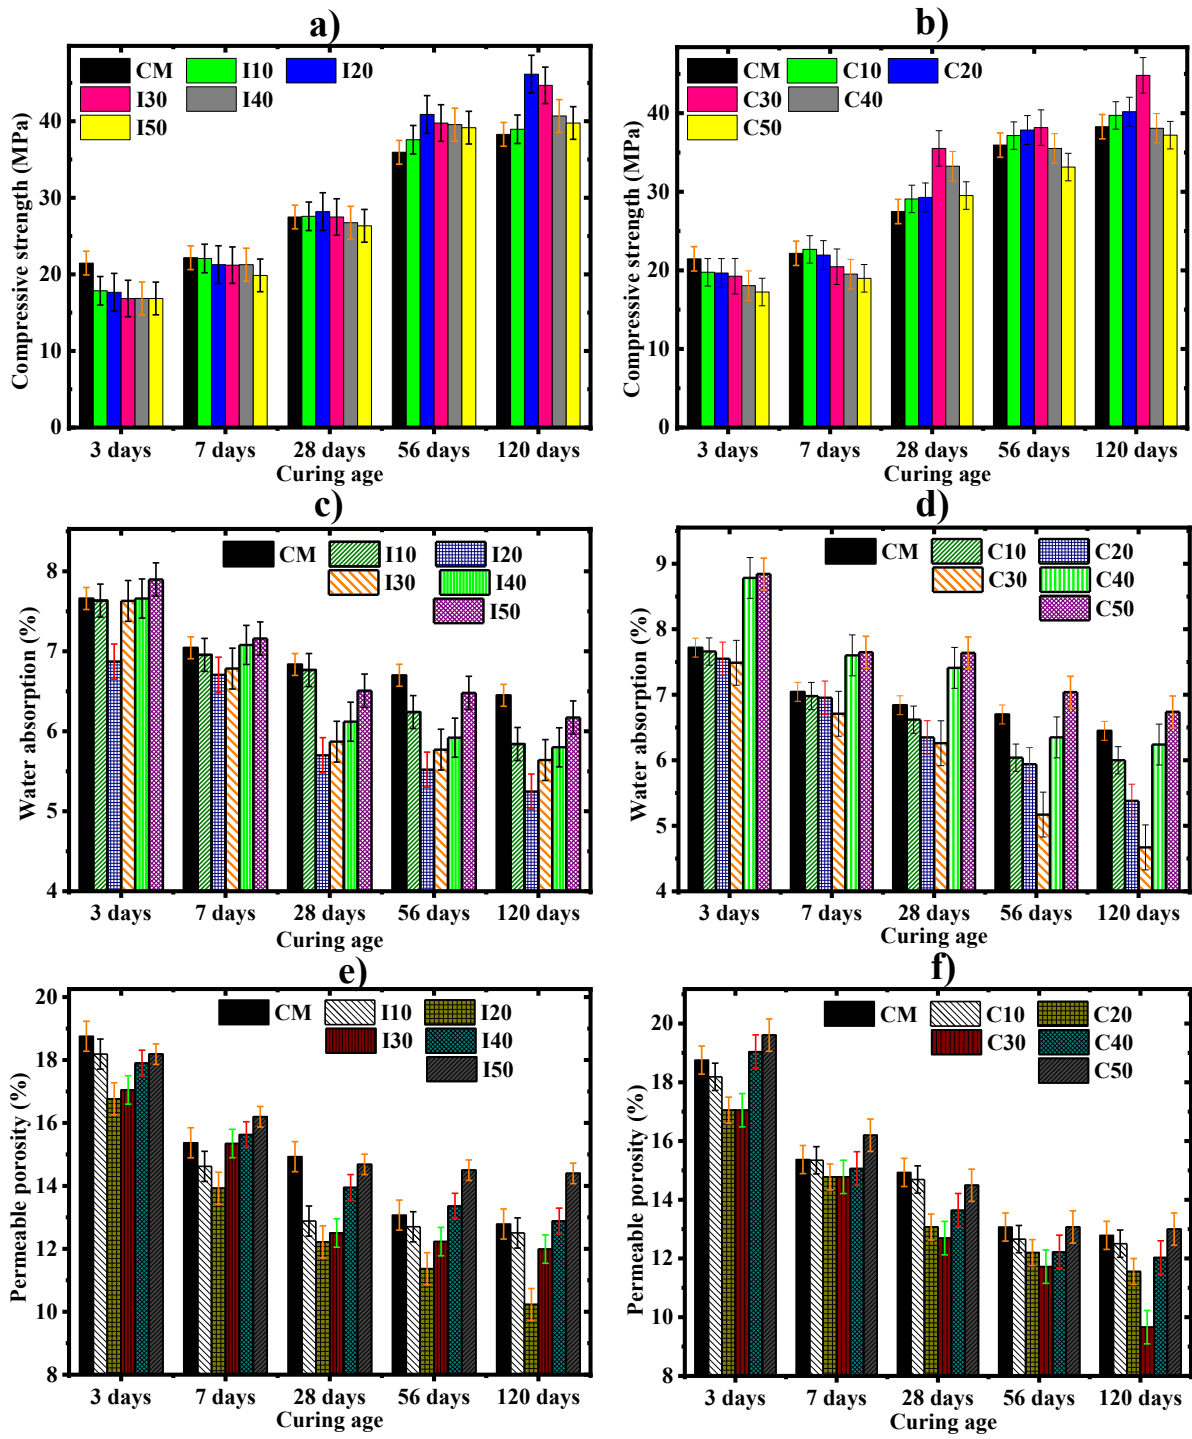 a)
CM I10 I20
I30 I40
I50
Compressive strength (MPa)
40
30
20
10
0
3 days 7 days 28 days 56 days 120 days
Curing age
b)
CM C10 C20
C30 C40
C50
Compressive strength (MPa)
40
30
20
10
0
3 days 7 days 28 days 56 days 120 days
Curing age
c)
CM I10 I20
I30 I40
I50
Water absorption (%)
8
7
6
5
4
3 days 7 days 28 days 56 days 120 days
Curing age
d)
CM C10 C20
C30 C40
C50
Water absorption (%)
9
8
7
6
5
4
3 days 7 days 28 days 56 days 120 days
Curing age
e)
CM I10 I20
I30 I40
I50
Permeable porosity (%)
20
18
16
14
12
10
8
3 days 7 days 28 days 56 days 120 days
Curing age
f)
CM C10 C20
C30 C40
C50
Permeable porosity (%)
20
18
16
14
12
10
8
3 days 7 days 28 days 56 days 120 days
Curing age